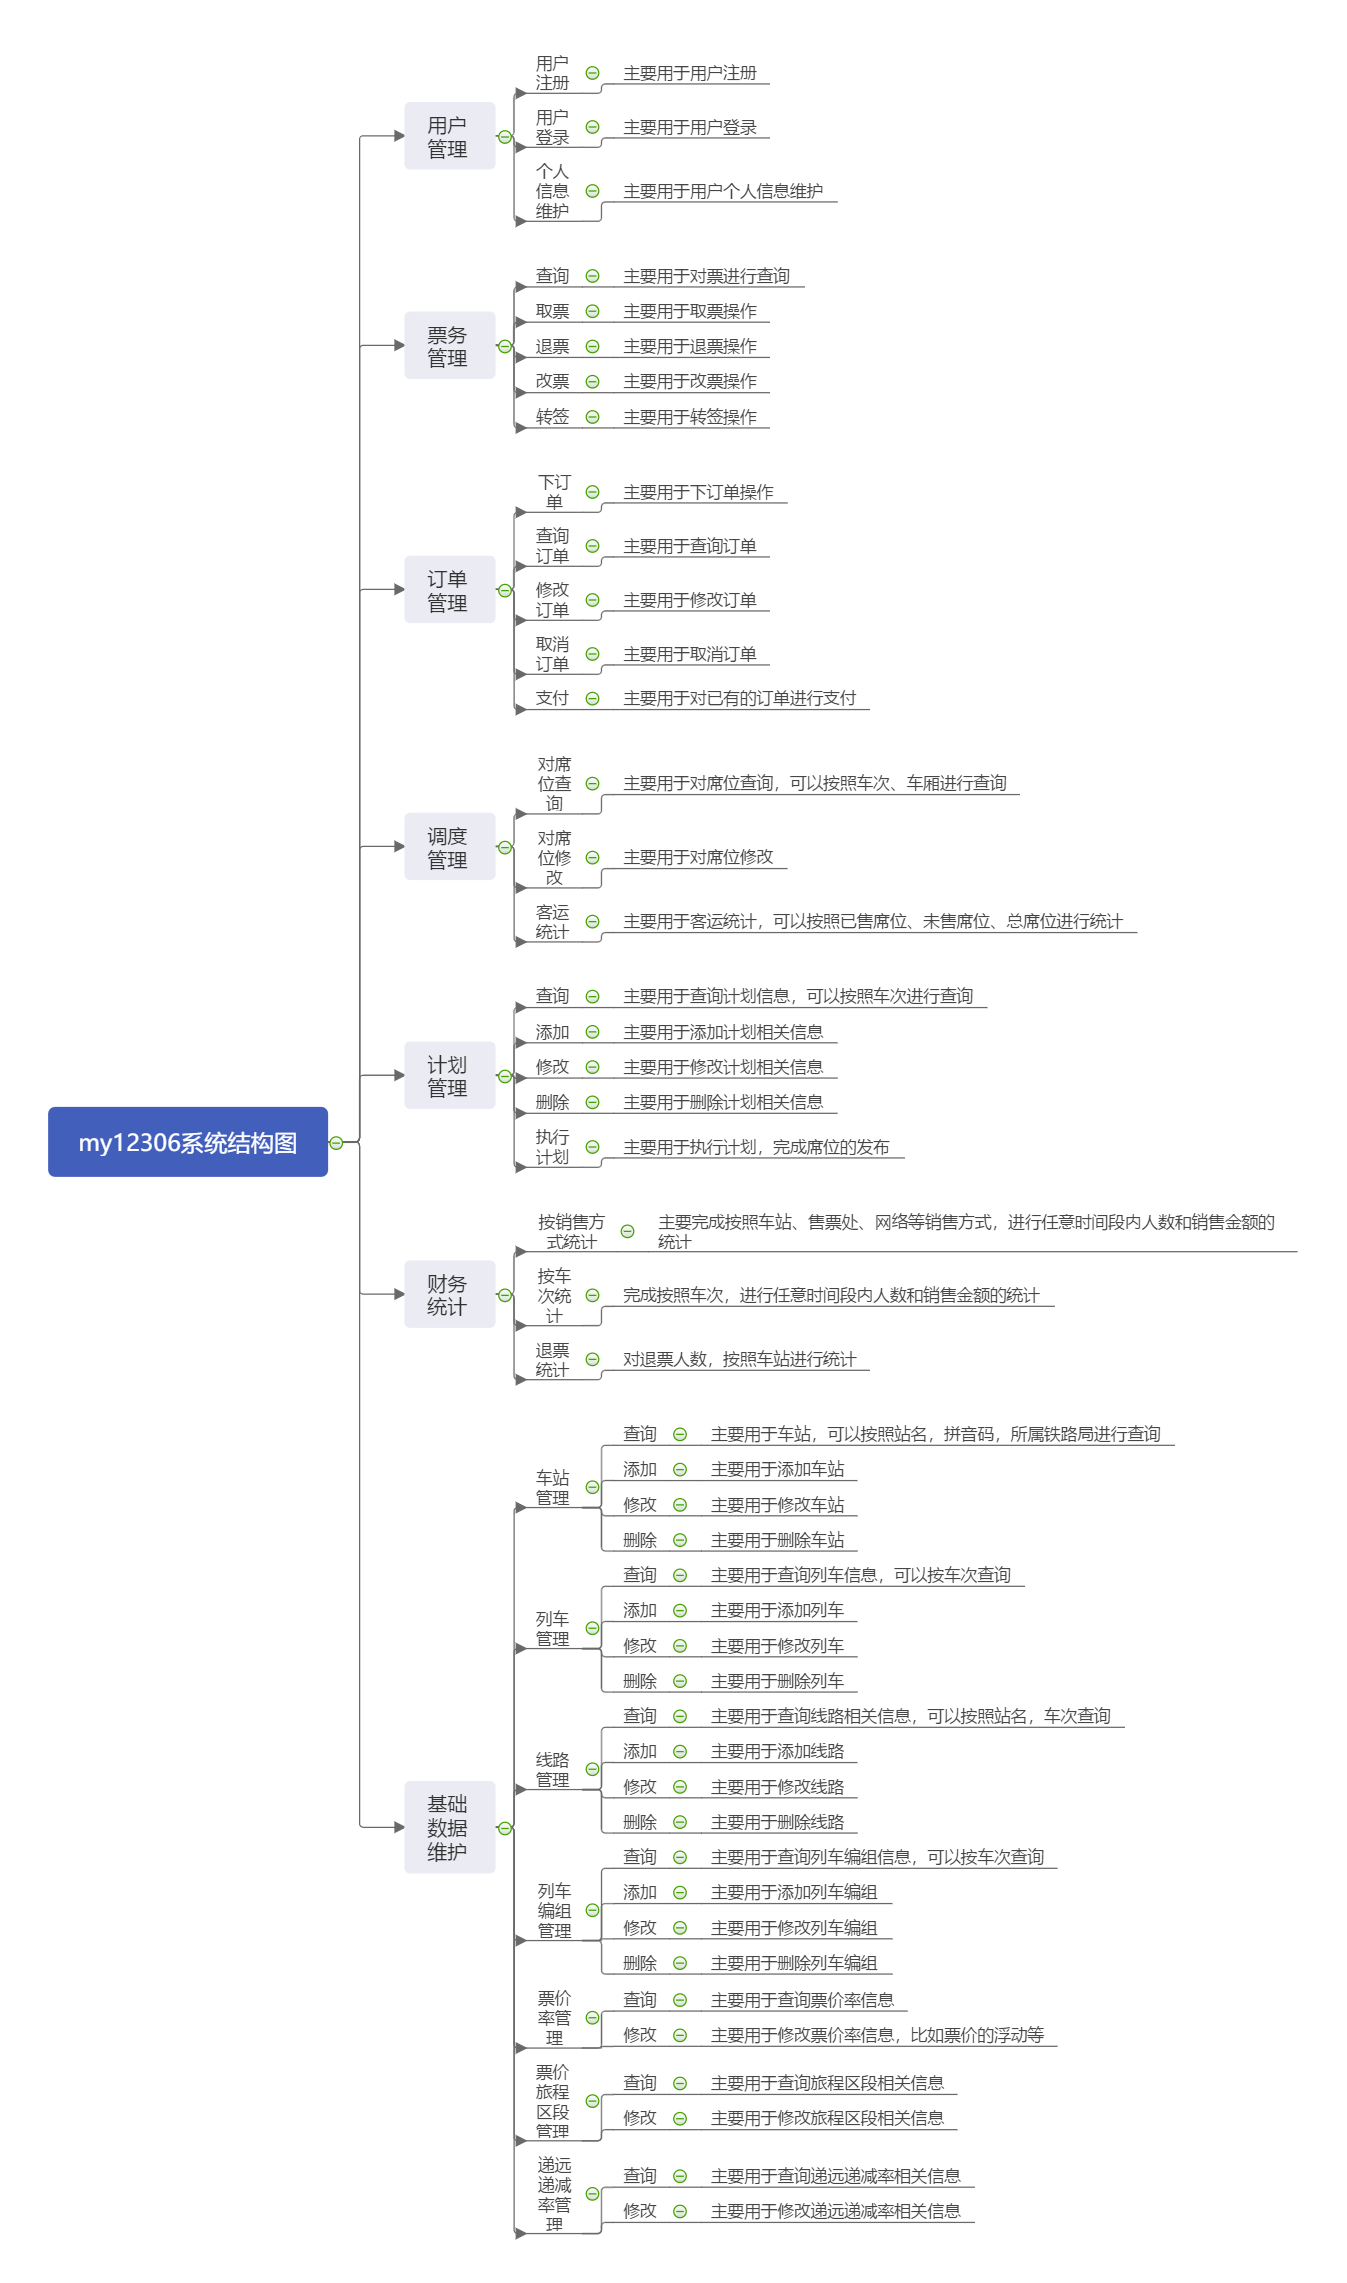 my12306系统结构图
用户
管理
用户
注册
主要用于用户注册
用户
登录
主要用于用户登录
个人
信息
维护
主要用于用户个人信息维护
票务
管理
查询
主要用于对票进行查询
取票
主要用于取票操作
退票
主要用于退票操作
改票
主要用于改票操作
转签
主要用于转签操作
订单
管理
下订
单
主要用于下订单操作
查询
订单
主要用于查询订单
修改
订单
主要用于修改订单
取消
订单
主要用于取消订单
支付
主要用于对已有的订单进行支付
调度
管理
对席
位查
询
主要用于对席位查询，可以按照车次、车厢进行查询
对席
位修
改
主要用于对席位修改
客运
统计
主要用于客运统计，可以按照已售席位、未售席位、总席位进行统计
计划
管理
查询
主要用于查询计划信息，可以按照车次进行查询
添加
主要用于添加计划相关信息
修改
主要用于修改计划相关信息
删除
主要用于删除计划相关信息
执行
计划
主要用于执行计划，完成席位的发布
财务
统计
按销售方
式统计
主要完成按照车站、售票处、网络等销售方式，进行任意时间段内人数和销售金额的
统计
按车
次统
计
完成按照车次，进行任意时间段内人数和销售金额的统计
退票
统计
对退票人数，按照车站进行统计
基础
数据
维护
车站
管理
查询
主要用于车站，可以按照站名，拼音码，所属铁路局进行查询
添加
主要用于添加车站
修改
主要用于修改车站
删除
主要用于删除车站
列车
管理
查询
主要用于查询列车信息，可以按车次查询
添加
主要用于添加列车
修改
主要用于修改列车
删除
主要用于删除列车
线路
管理
查询
主要用于查询线路相关信息，可以按照站名，车次查询
添加
主要用于添加线路
修改
主要用于修改线路
删除
主要用于删除线路
列车
编组
管理
查询
主要用于查询列车编组信息，可以按车次查询
添加
主要用于添加列车编组
修改
主要用于修改列车编组
删除
主要用于删除列车编组
票价
率管
理
查询
主要用于查询票价率信息
修改
主要用于修改票价率信息，比如票价的浮动等
票价
旅程
区段
管理
查询
主要用于查询旅程区段相关信息
修改
主要用于修改旅程区段相关信息
递远
递减
率管
理
查询
主要用于查询递远递减率相关信息
修改
主要用于修改递远递减率相关信息